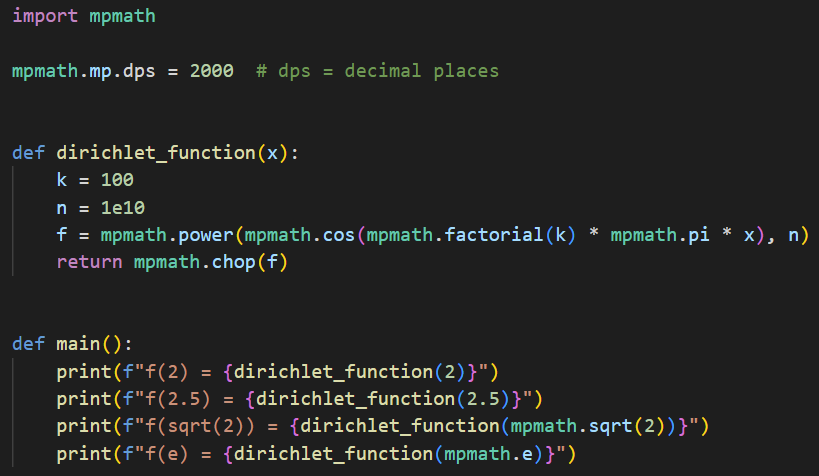 import mpmath
mpmath.mp.dps = 2000  # dps = decimal places
def dirichlet_function(x):
    k = 100
    n = 1e10
    f = mpmath.power(mpmath.cos(mpmath.factorial(k) * mpmath.pi * x), n)
    return mpmath.chop(f)
def main():
    print(f"f(2) = {dirichlet_function(2)}")
    print(f"f(2.5) = {dirichlet_function(2.5)}")
    print(f"f(sqrt(2)) = {dirichlet_function(mpmath.sqrt(2))}")
    print(f"f(e) = {dirichlet_function(mpmath.e)}")